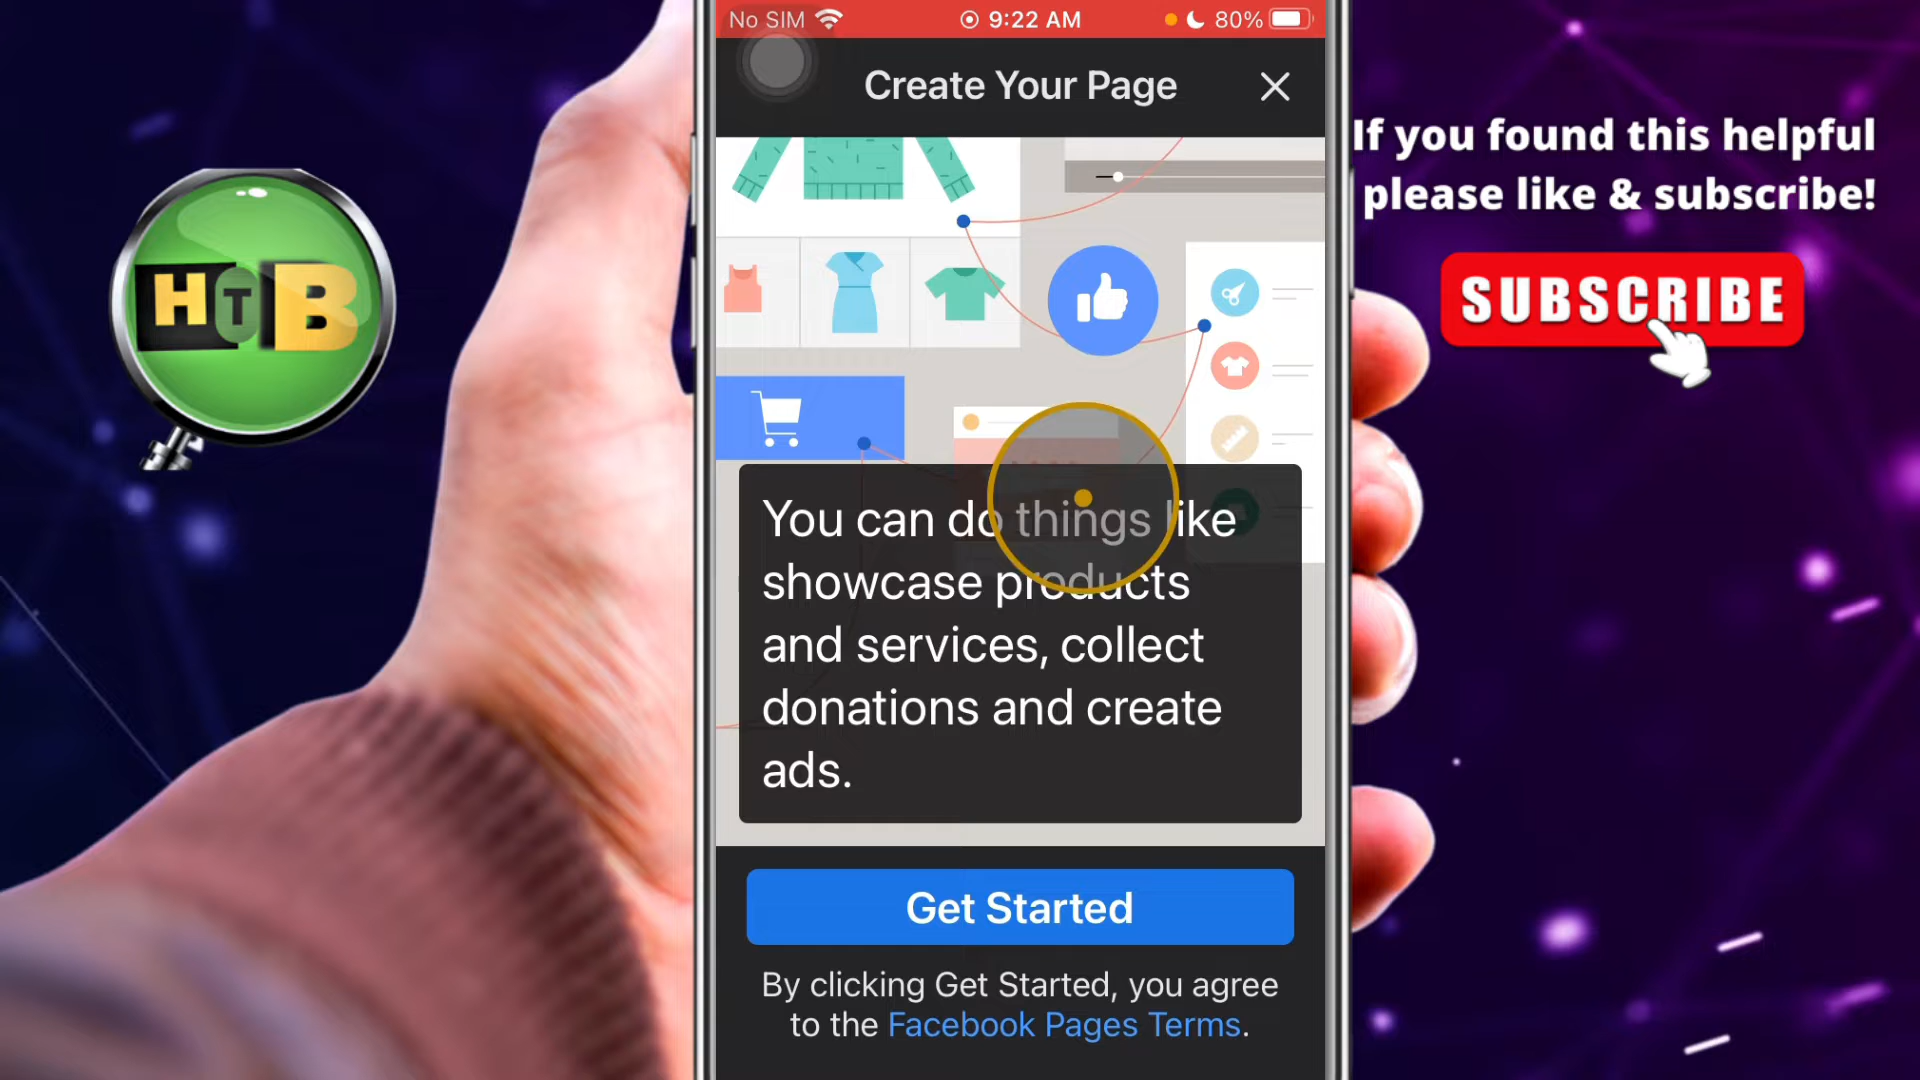 No SIM 9:22 AM 80%
Create Your Page
If you found this helpful
please like & subscribe!
HTB
SUBSCRIBE
You can do things like
showcase products
and services, collect
donations and create
ads.
Get Started
By clicking Get Started, you agree
to the Facebook Pages Terms.